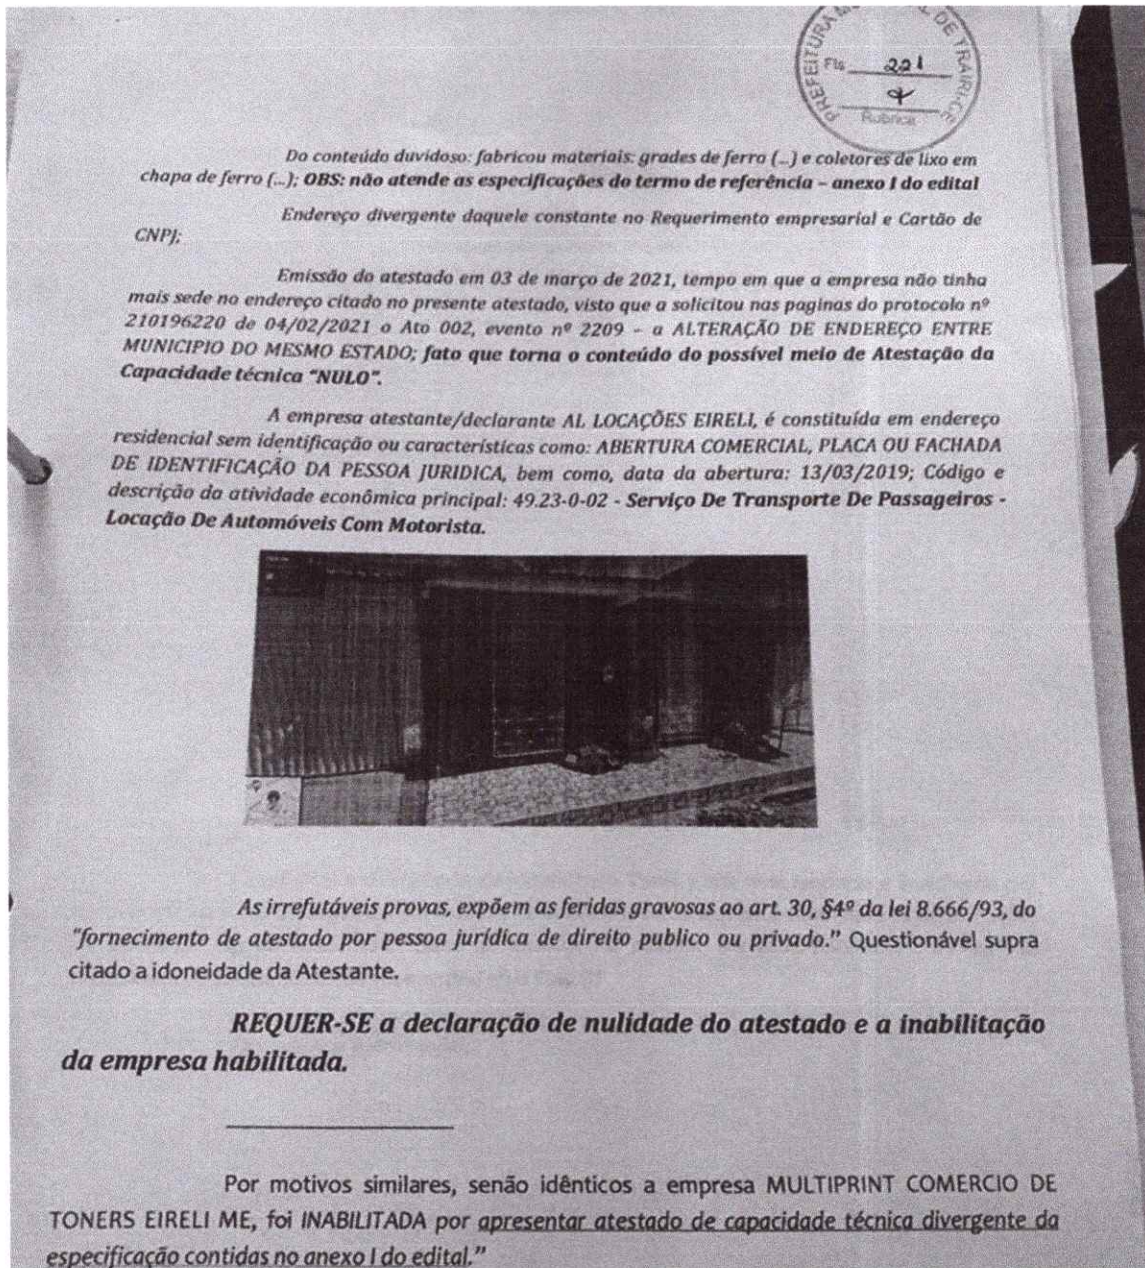 PREFEITURA MUNICIPAL DE TRAIRI-CE
Fls 221
Rubrica
Do conteúdo duvidoso: fabricou materiais: grades de ferro (...) e coletores de lixo em
chapa de ferro (...); OBS: não atende as especificações do termo de referência – anexo I do edital
Endereço divergente daquele constante no Requerimento empresarial e Cartão de
CNPJ;
Emissão do atestado em 03 de março de 2021, tempo em que a empresa não tinha
mais sede no endereço citado no presente atestado, visto que a solicitou nas paginas do protocolo nº
210196220 de 04/02/2021 o Ato 002, evento nº 2209 – a ALTERAÇÃO DE ENDEREÇO ENTRE
MUNICIPIO DO MESMO ESTADO; fato que torna o conteúdo do possível meio de Atestação da
Capacidade técnica "NULO".
A empresa atestante/declarante AL LOCAÇÕES EIRELI, é constituída em endereço
residencial sem identificação ou características como: ABERTURA COMERCIAL, PLACA OU FACHADA
DE IDENTIFICAÇÃO DA PESSOA JURIDICA, bem como, data da abertura: 13/03/2019; Código e
descrição da atividade econômica principal: 49.23-0-02 - Serviço De Transporte De Passageiros -
Locação De Automóveis Com Motorista.
As irrefutáveis provas, expõem as feridas gravosas ao art. 30, §4º da lei 8.666/93, do
"fornecimento de atestado por pessoa jurídica de direito publico ou privado." Questionável supra
citado a idoneidade da Atestante.
REQUER-SE a declaração de nulidade do atestado e a inabilitação
da empresa habilitada.
Por motivos similares, senão idênticos a empresa MULTIPRINT COMERCIO DE
TONERS EIRELI ME, foi INABILITADA por apresentar atestado de capacidade técnica divergente da
especificação contidas no anexo I do edital."